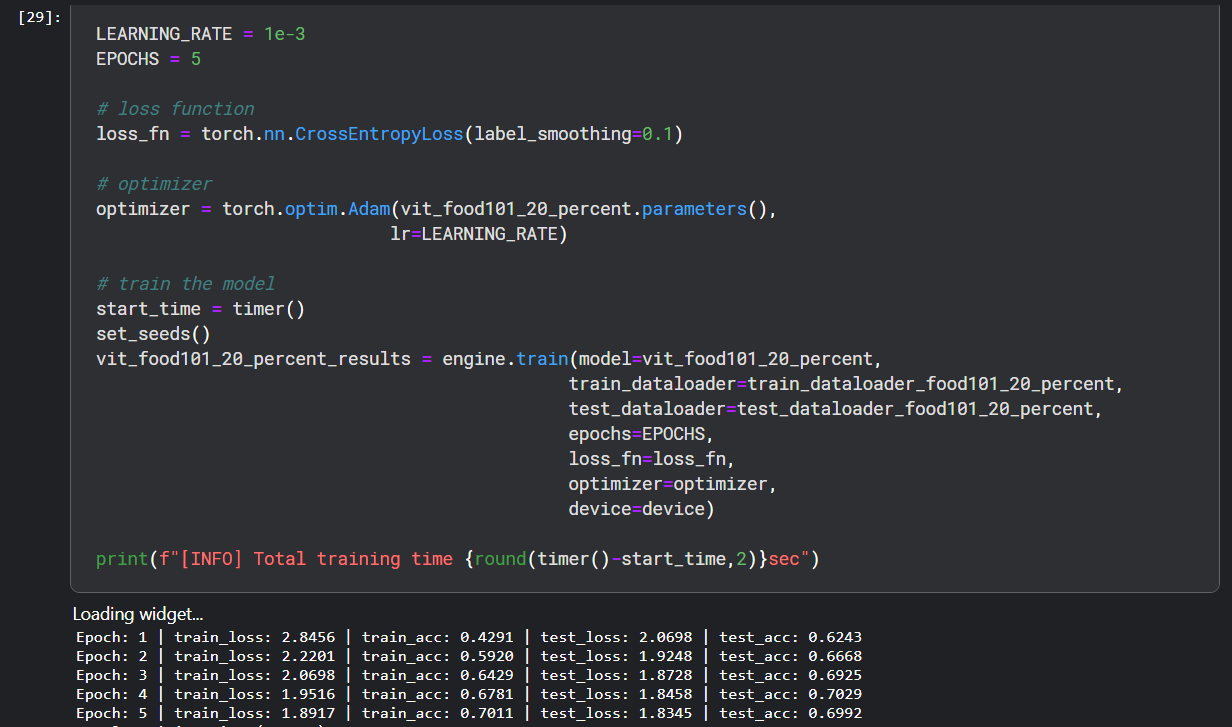 [29]:
LEARNING_RATE = 1e-3
EPOCHS = 5
# loss function
loss_fn = torch.nn.CrossEntropyLoss(label_smoothing=0.1)
# optimizer
optimizer = torch.optim.Adam(vit_food101_20_percent.parameters(),
lr=LEARNING_RATE)
# train the model
start_time = timer()
set_seeds()
vit_food101_20_percent_results = engine.train(model=vit_food101_20_percent,
train_dataloader=train_dataloader_food101_20_percent,
test_dataloader=test_dataloader_food101_20_percent,
epochs=EPOCHS,
loss_fn=loss_fn,
optimizer=optimizer,
device=device)
print(f"[INFO] Total training time {round(timer()-start_time,2)}sec")
Loading widget...
Epoch: 1 | train_loss: 2.8456 | train_acc: 0.4291 | test_loss: 2.0698 | test_acc: 0.6243
Epoch: 2 | train_loss: 2.2201 | train_acc: 0.5920 | test_loss: 1.9248 | test_acc: 0.6668
Epoch: 3 | train_loss: 2.0698 | train_acc: 0.6429 | test_loss: 1.8728 | test_acc: 0.6925
Epoch: 4 | train_loss: 1.9516 | train_acc: 0.6781 | test_loss: 1.8458 | test_acc: 0.7029
Epoch: 5 | train_loss: 1.8917 | train_acc: 0.7011 | test_loss: 1.8345 | test_acc: 0.6992